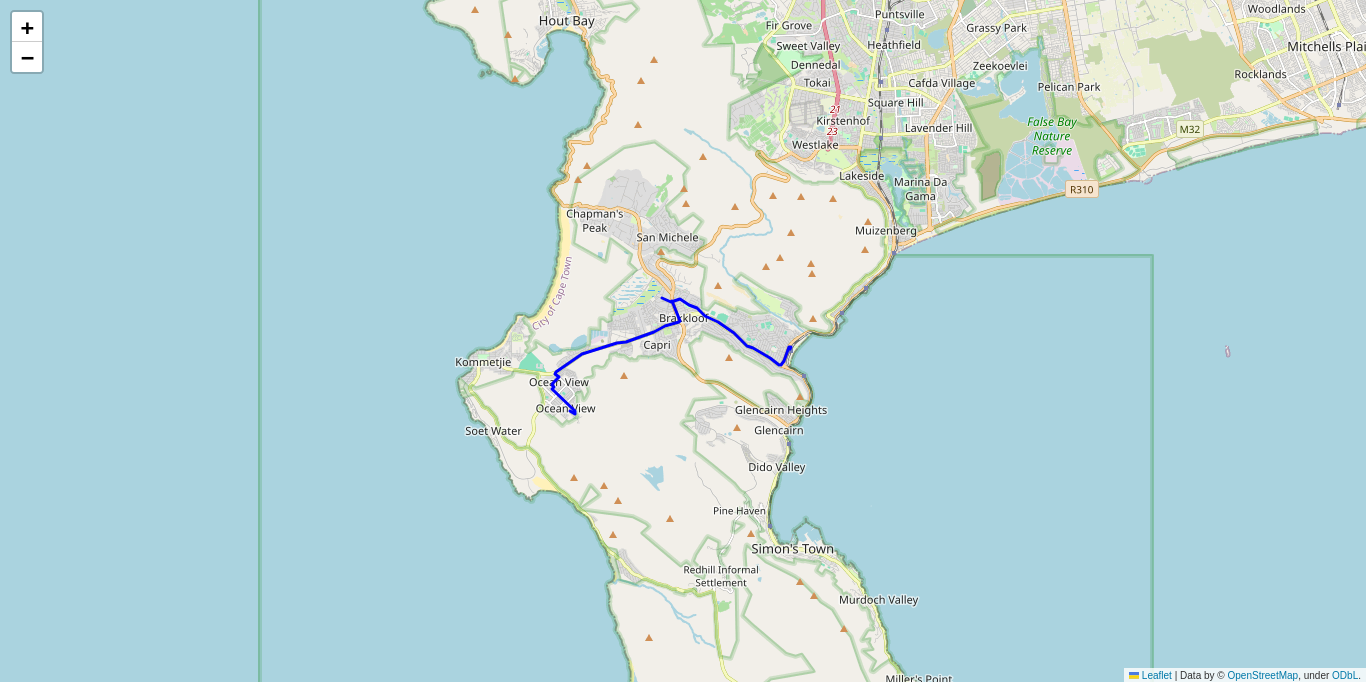 +
−
Hout Bay
Puntsville
Woodlands
Fir Grove
Grassy Park
Sweet Valley
Heathfield
Mitchells Plai
Dennedal
Zeekoevlei
Rocklands
Tokai
Cafda Village
Pelican Park
Square Hill
21
23
Kirstenhof
False Bay
Nature
Reserve
Lavender Hill
M32
Westlake
Lakeside
Marina Da
Gama
R310
Chapman's
Peak
San Michele
Muizenberg
City of Cape Town
Brakkloof
Capri
Kommetjie
Ocean View
Ocean View
Glencairn Heights
Soet Water
Glencairn
Dido Valley
Pine Haven
Simon's Town
Redhill Informal
Settlement
Murdoch Valley
Miller's Point
Leaflet | Data by © OpenStreetMap, under ODbL.